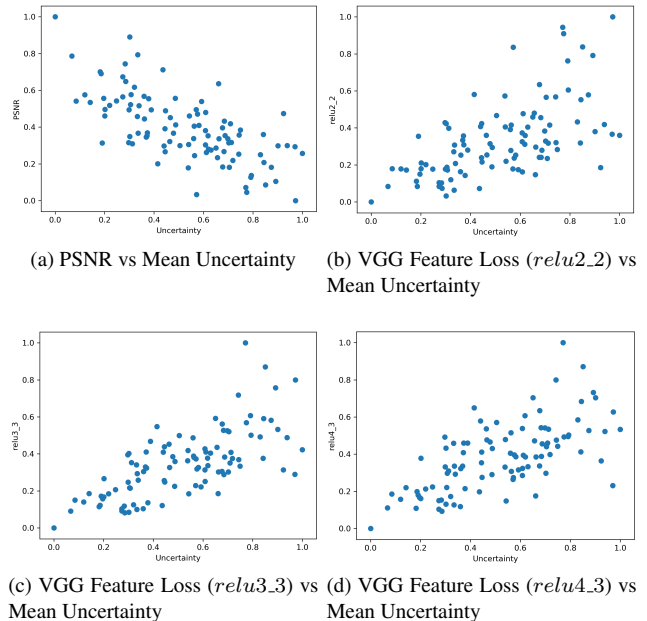 1.0
0.8
0.6
0.4
0.2
0.0
PSNR
0.0 0.2 0.4 0.6 0.8 1.0
Uncertainty
(a) PSNR vs Mean Uncertainty
1.0
0.8
0.6
0.4
0.2
0.0
relu2_2
0.0 0.2 0.4 0.6 0.8 1.0
Uncertainty
(b) VGG Feature Loss (relu2_2) vs
Mean Uncertainty
1.0
0.8
0.6
0.4
0.2
0.0
relu3_3
0.0 0.2 0.4 0.6 0.8 1.0
Uncertainty
(c) VGG Feature Loss (relu3_3) vs
Mean Uncertainty
1.0
0.8
0.6
0.4
0.2
0.0
relu4_3
0.0 0.2 0.4 0.6 0.8 1.0
Uncertainty
(d) VGG Feature Loss (relu4_3) vs
Mean Uncertainty